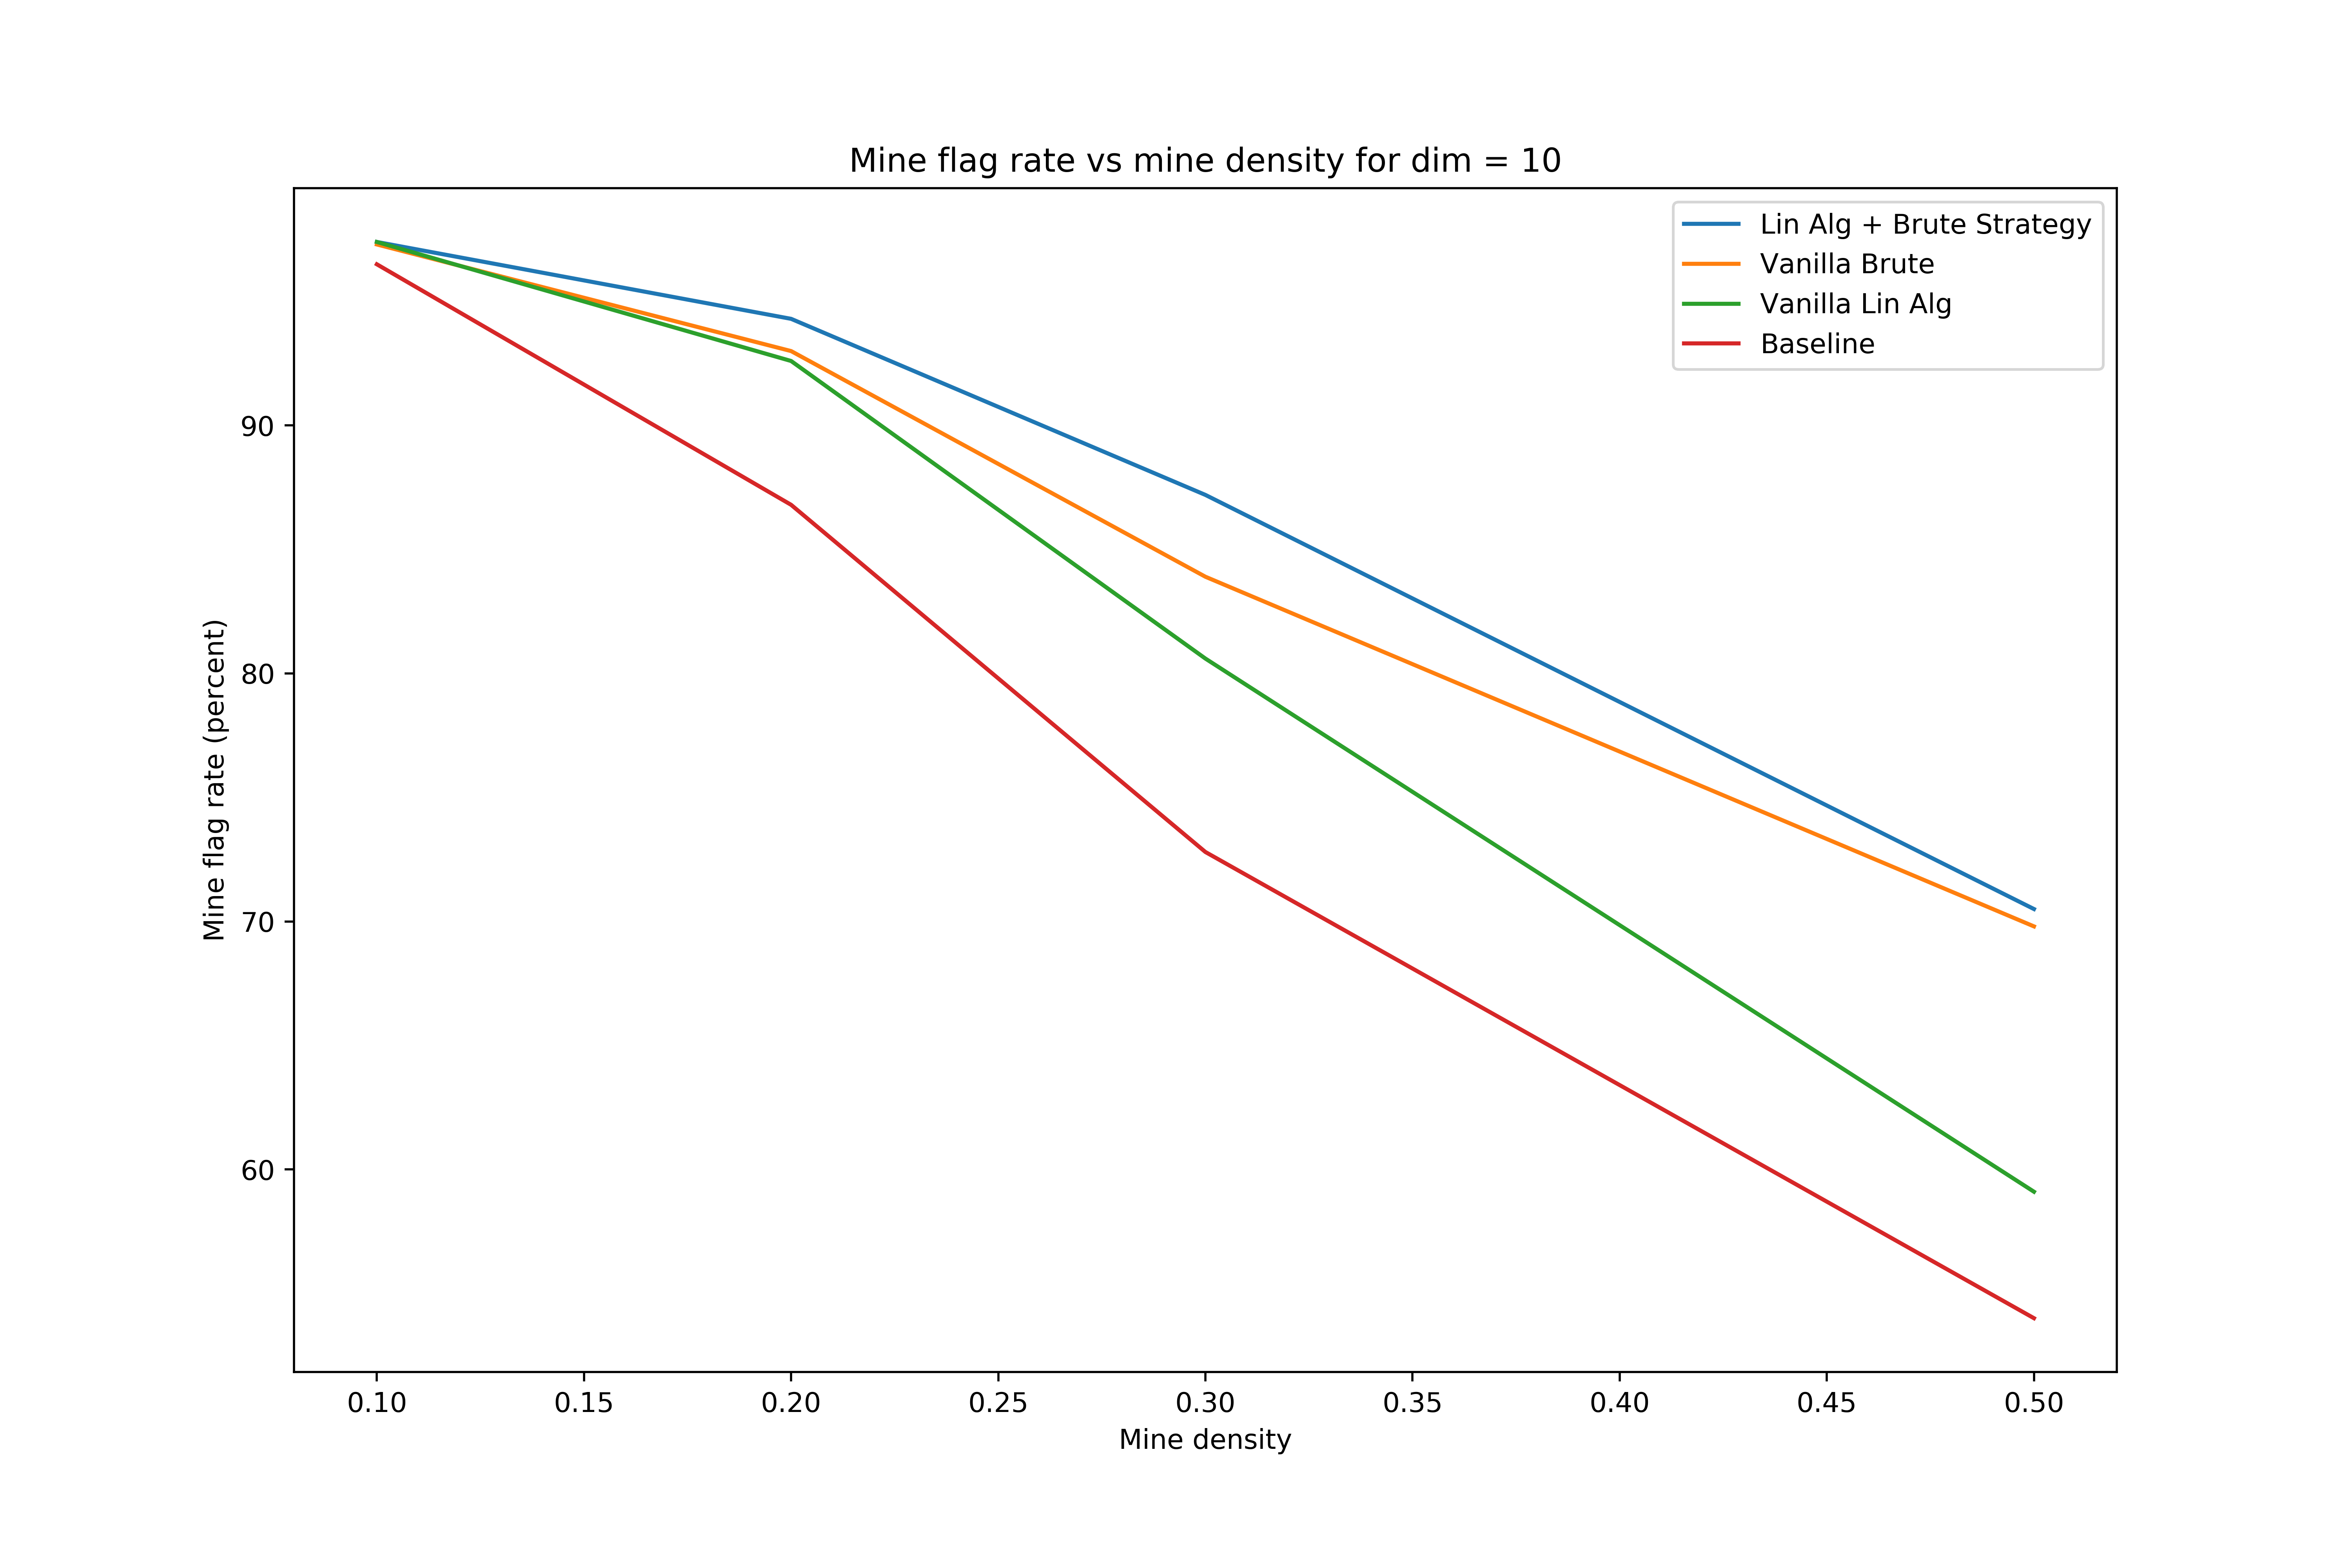 Mine flag rate vs mine density for dim = 10
Lin Alg + Brute Strategy
Vanilla Brute
Vanilla Lin Alg
Baseline
Mine flag rate (percent)
90
80
70
60
0.10 0.15 0.20 0.25 0.30 0.35 0.40 0.45 0.50
Mine density